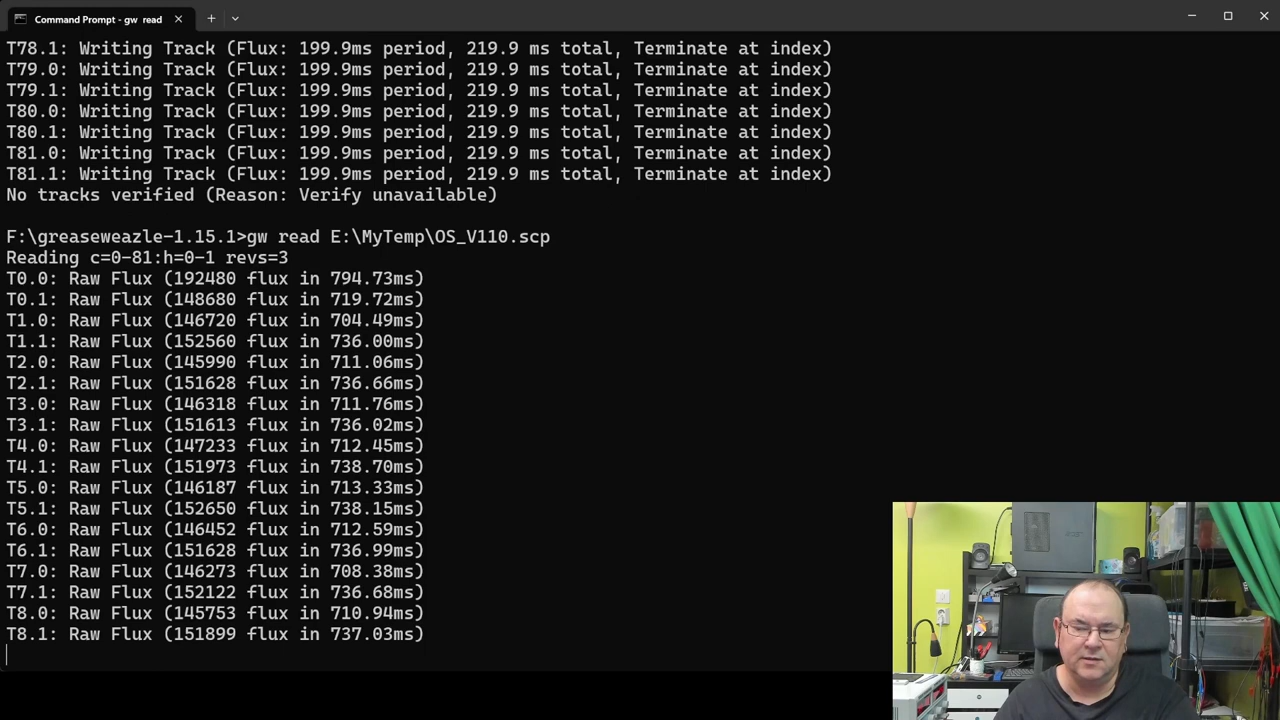 Command Prompt - gw read
T78.1: Writing Track (Flux: 199.9ms period, 219.9 ms total, Terminate at index)
T79.0: Writing Track (Flux: 199.9ms period, 219.9 ms total, Terminate at index)
T79.1: Writing Track (Flux: 199.9ms period, 219.9 ms total, Terminate at index)
T80.0: Writing Track (Flux: 199.9ms period, 219.9 ms total, Terminate at index)
T80.1: Writing Track (Flux: 199.9ms period, 219.9 ms total, Terminate at index)
T81.0: Writing Track (Flux: 199.9ms period, 219.9 ms total, Terminate at index)
T81.1: Writing Track (Flux: 199.9ms period, 219.9 ms total, Terminate at index)
No tracks verified (Reason: Verify unavailable)
F:\greaseweazle-1.15.1>gw read E:\MyTemp\OS_V110.scp
Reading c=0-81:h=0-1 revs=3
T0.0: Raw Flux (192480 flux in 794.73ms)
T0.1: Raw Flux (148680 flux in 719.72ms)
T1.0: Raw Flux (146720 flux in 704.49ms)
T1.1: Raw Flux (152560 flux in 736.00ms)
T2.0: Raw Flux (145990 flux in 711.06ms)
T2.1: Raw Flux (151628 flux in 736.66ms)
T3.0: Raw Flux (146318 flux in 711.76ms)
T3.1: Raw Flux (151613 flux in 736.02ms)
T4.0: Raw Flux (147233 flux in 712.45ms)
T4.1: Raw Flux (151973 flux in 738.70ms)
T5.0: Raw Flux (146187 flux in 713.33ms)
T5.1: Raw Flux (152650 flux in 738.15ms)
T6.0: Raw Flux (146452 flux in 712.59ms)
T6.1: Raw Flux (151628 flux in 736.99ms)
T7.0: Raw Flux (146273 flux in 708.38ms)
T7.1: Raw Flux (152122 flux in 736.68ms)
T8.0: Raw Flux (145753 flux in 710.94ms)
T8.1: Raw Flux (151899 flux in 737.03ms)